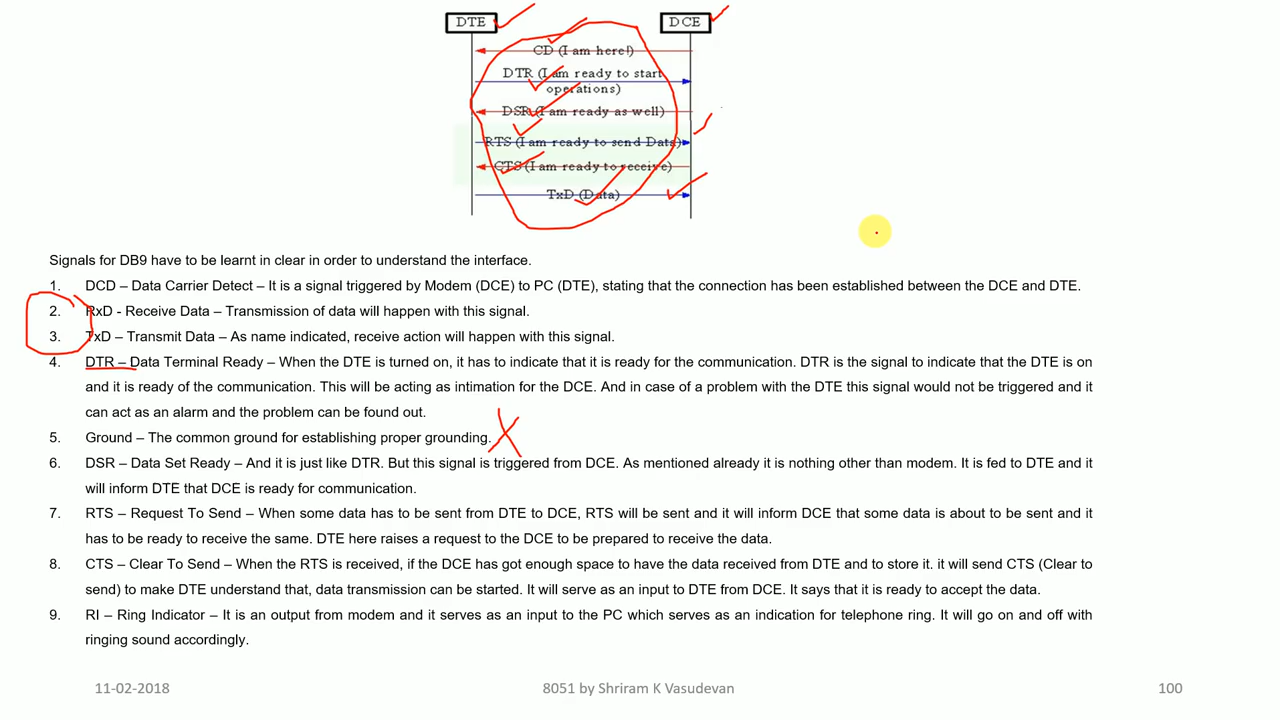 DTE DCE
CD (I am here!)
DTR (I am ready to start
operations)
DSR (I am ready as well)
RTS (I am ready to send Data)
CTS (I am ready to receive)
TxD (Data)
Signals for DB9 have to be learnt in clear in order to understand the interface.
1. DCD – Data Carrier Detect – It is a signal triggered by Modem (DCE) to PC (DTE), stating that the connection has been established between the DCE and DTE.
2. RxD - Receive Data – Transmission of data will happen with this signal.
3. TxD – Transmit Data – As name indicated, receive action will happen with this signal.
4. DTR – Data Terminal Ready – When the DTE is turned on, it has to indicate that it is ready for the communication. DTR is the signal to indicate that the DTE is on
and it is ready of the communication. This will be acting as intimation for the DCE. And in case of a problem with the DTE this signal would not be triggered and it
can act as an alarm and the problem can be found out.
5. Ground – The common ground for establishing proper grounding.
6. DSR – Data Set Ready – And it is just like DTR. But this signal is triggered from DCE. As mentioned already it is nothing other than modem. It is fed to DTE and it
will inform DTE that DCE is ready for communication.
7. RTS – Request To Send – When some data has to be sent from DTE to DCE, RTS will be sent and it will inform DCE that some data is about to be sent and it
has to be ready to receive the same. DTE here raises a request to the DCE to be prepared to receive the data.
8. CTS – Clear To Send – When the RTS is received, if the DCE has got enough space to have the data received from DTE and to store it. it will send CTS (Clear to
send) to make DTE understand that, data transmission can be started. It will serve as an input to DTE from DCE. It says that it is ready to accept the data.
9. RI – Ring Indicator – It is an output from modem and it serves as an input to the PC which serves as an indication for telephone ring. It will go on and off with
ringing sound accordingly.
11-02-2018 8051 by Shriram K Vasudevan 100